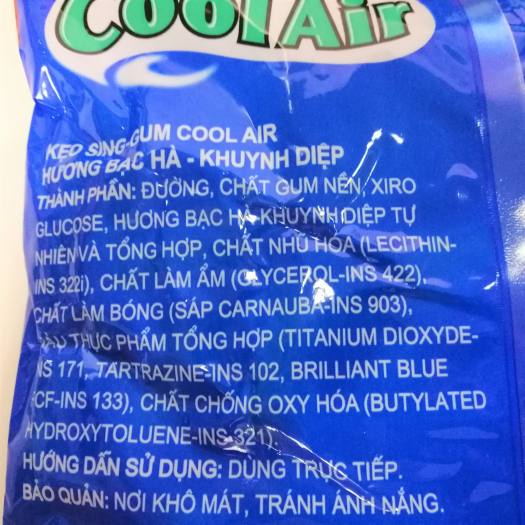 Cool Air
KẸO SING-GUM COOL AIR
HƯƠNG BẠC HÀ - KHUYNH DIỆP
THÀNH PHẦN: ĐƯỜNG, CHẤT GUM NỀN, XIRO
GLUCOSE, HƯƠNG BẠC HÀ KHUYNH DIỆP TỰ
NHIÊN VÀ TỔNG HỢP, CHẤT NHŨ HÓA (LECITHIN-
INS 322i), CHẤT LÀM ẨM (GLYCEROL-INS 422),
CHẤT LÀM BÓNG (SÁP CARNAUBA-INS 903),
MÀU THỰC PHẨM TỔNG HỢP (TITANIUM DIOXYDE-
INS 171, TARTRAZINE-INS 102, BRILLIANT BLUE
FCF-INS 133), CHẤT CHỐNG OXY HÓA (BUTYLATED
HYDROXYTOLUENE-INS 321).
HƯỚNG DẪN SỬ DỤNG: DÙNG TRỰC TIẾP.
BẢO QUẢN: NƠI KHÔ MÁT, TRÁNH ÁNH NẮNG.